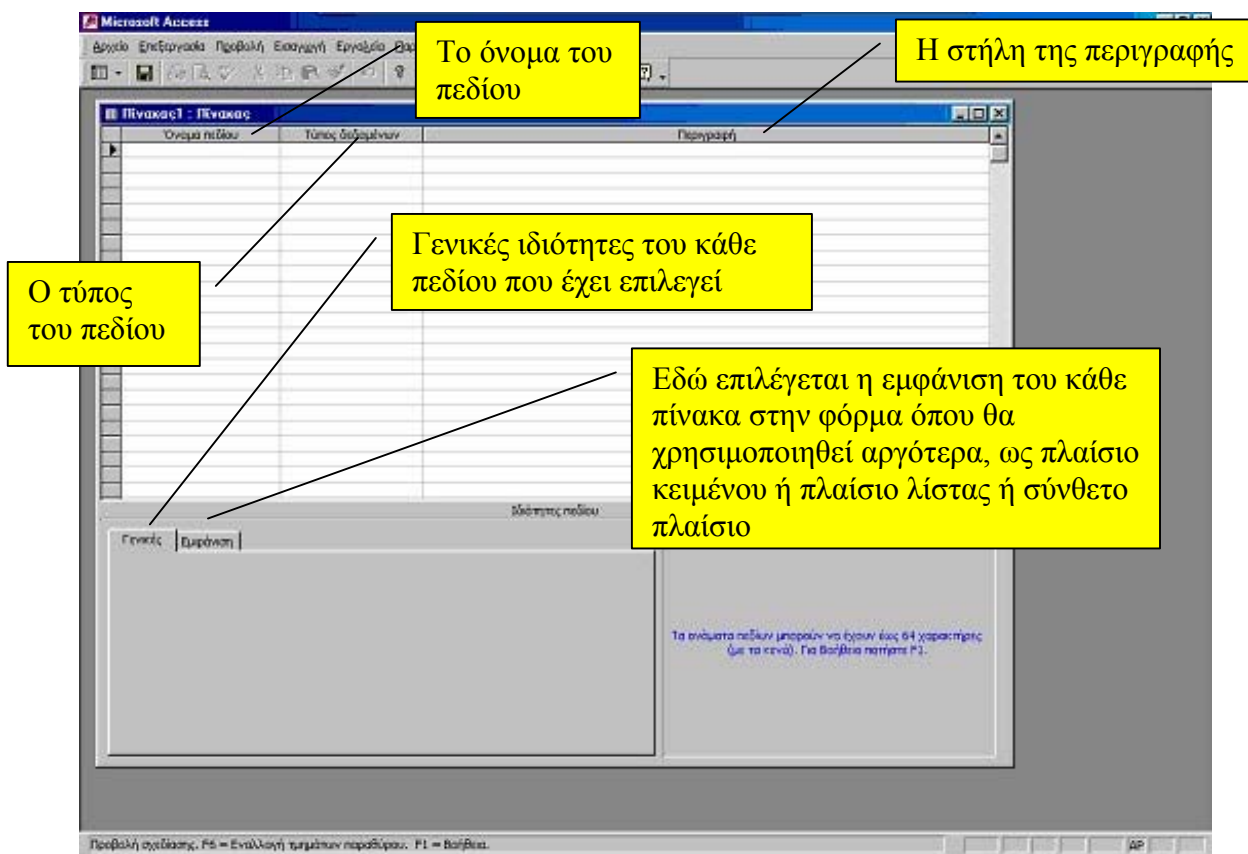 Microsoft Access
Αρχείο Επεξεργασία Προβολή Εισαγωγή Εργαλεία Παρ
Το όνομα του
πεδίου
Η στήλη της περιγραφής
Πίνακας1 : Πίνακας
Όνομα πεδίου Τύπος δεδομένων Περιγραφή
Γενικές ιδιότητες του κάθε
πεδίου που έχει επιλεγεί
Ο τύπος
του πεδίου
Εδώ επιλέγεται η εμφάνιση του κάθε
πίνακα στην φόρμα όπου θα
χρησιμοποιηθεί αργότερα, ως πλαίσιο
κειμένου ή πλαίσιο λίστας ή σύνθετο
πλαίσιο
Ιδιότητες πεδίου
Γενικές Εμφάνιση
Τα ονόματα πεδίων μπορούν να έχουν έως 64 χαρακτήρες
(με τα κενά). Για Βοήθεια πατήστε F1.
Προβολή σχεδίασης. F6 = Εναλλαγή τμημάτων παραθύρου. F1 = Βοήθεια.
ΑΡ